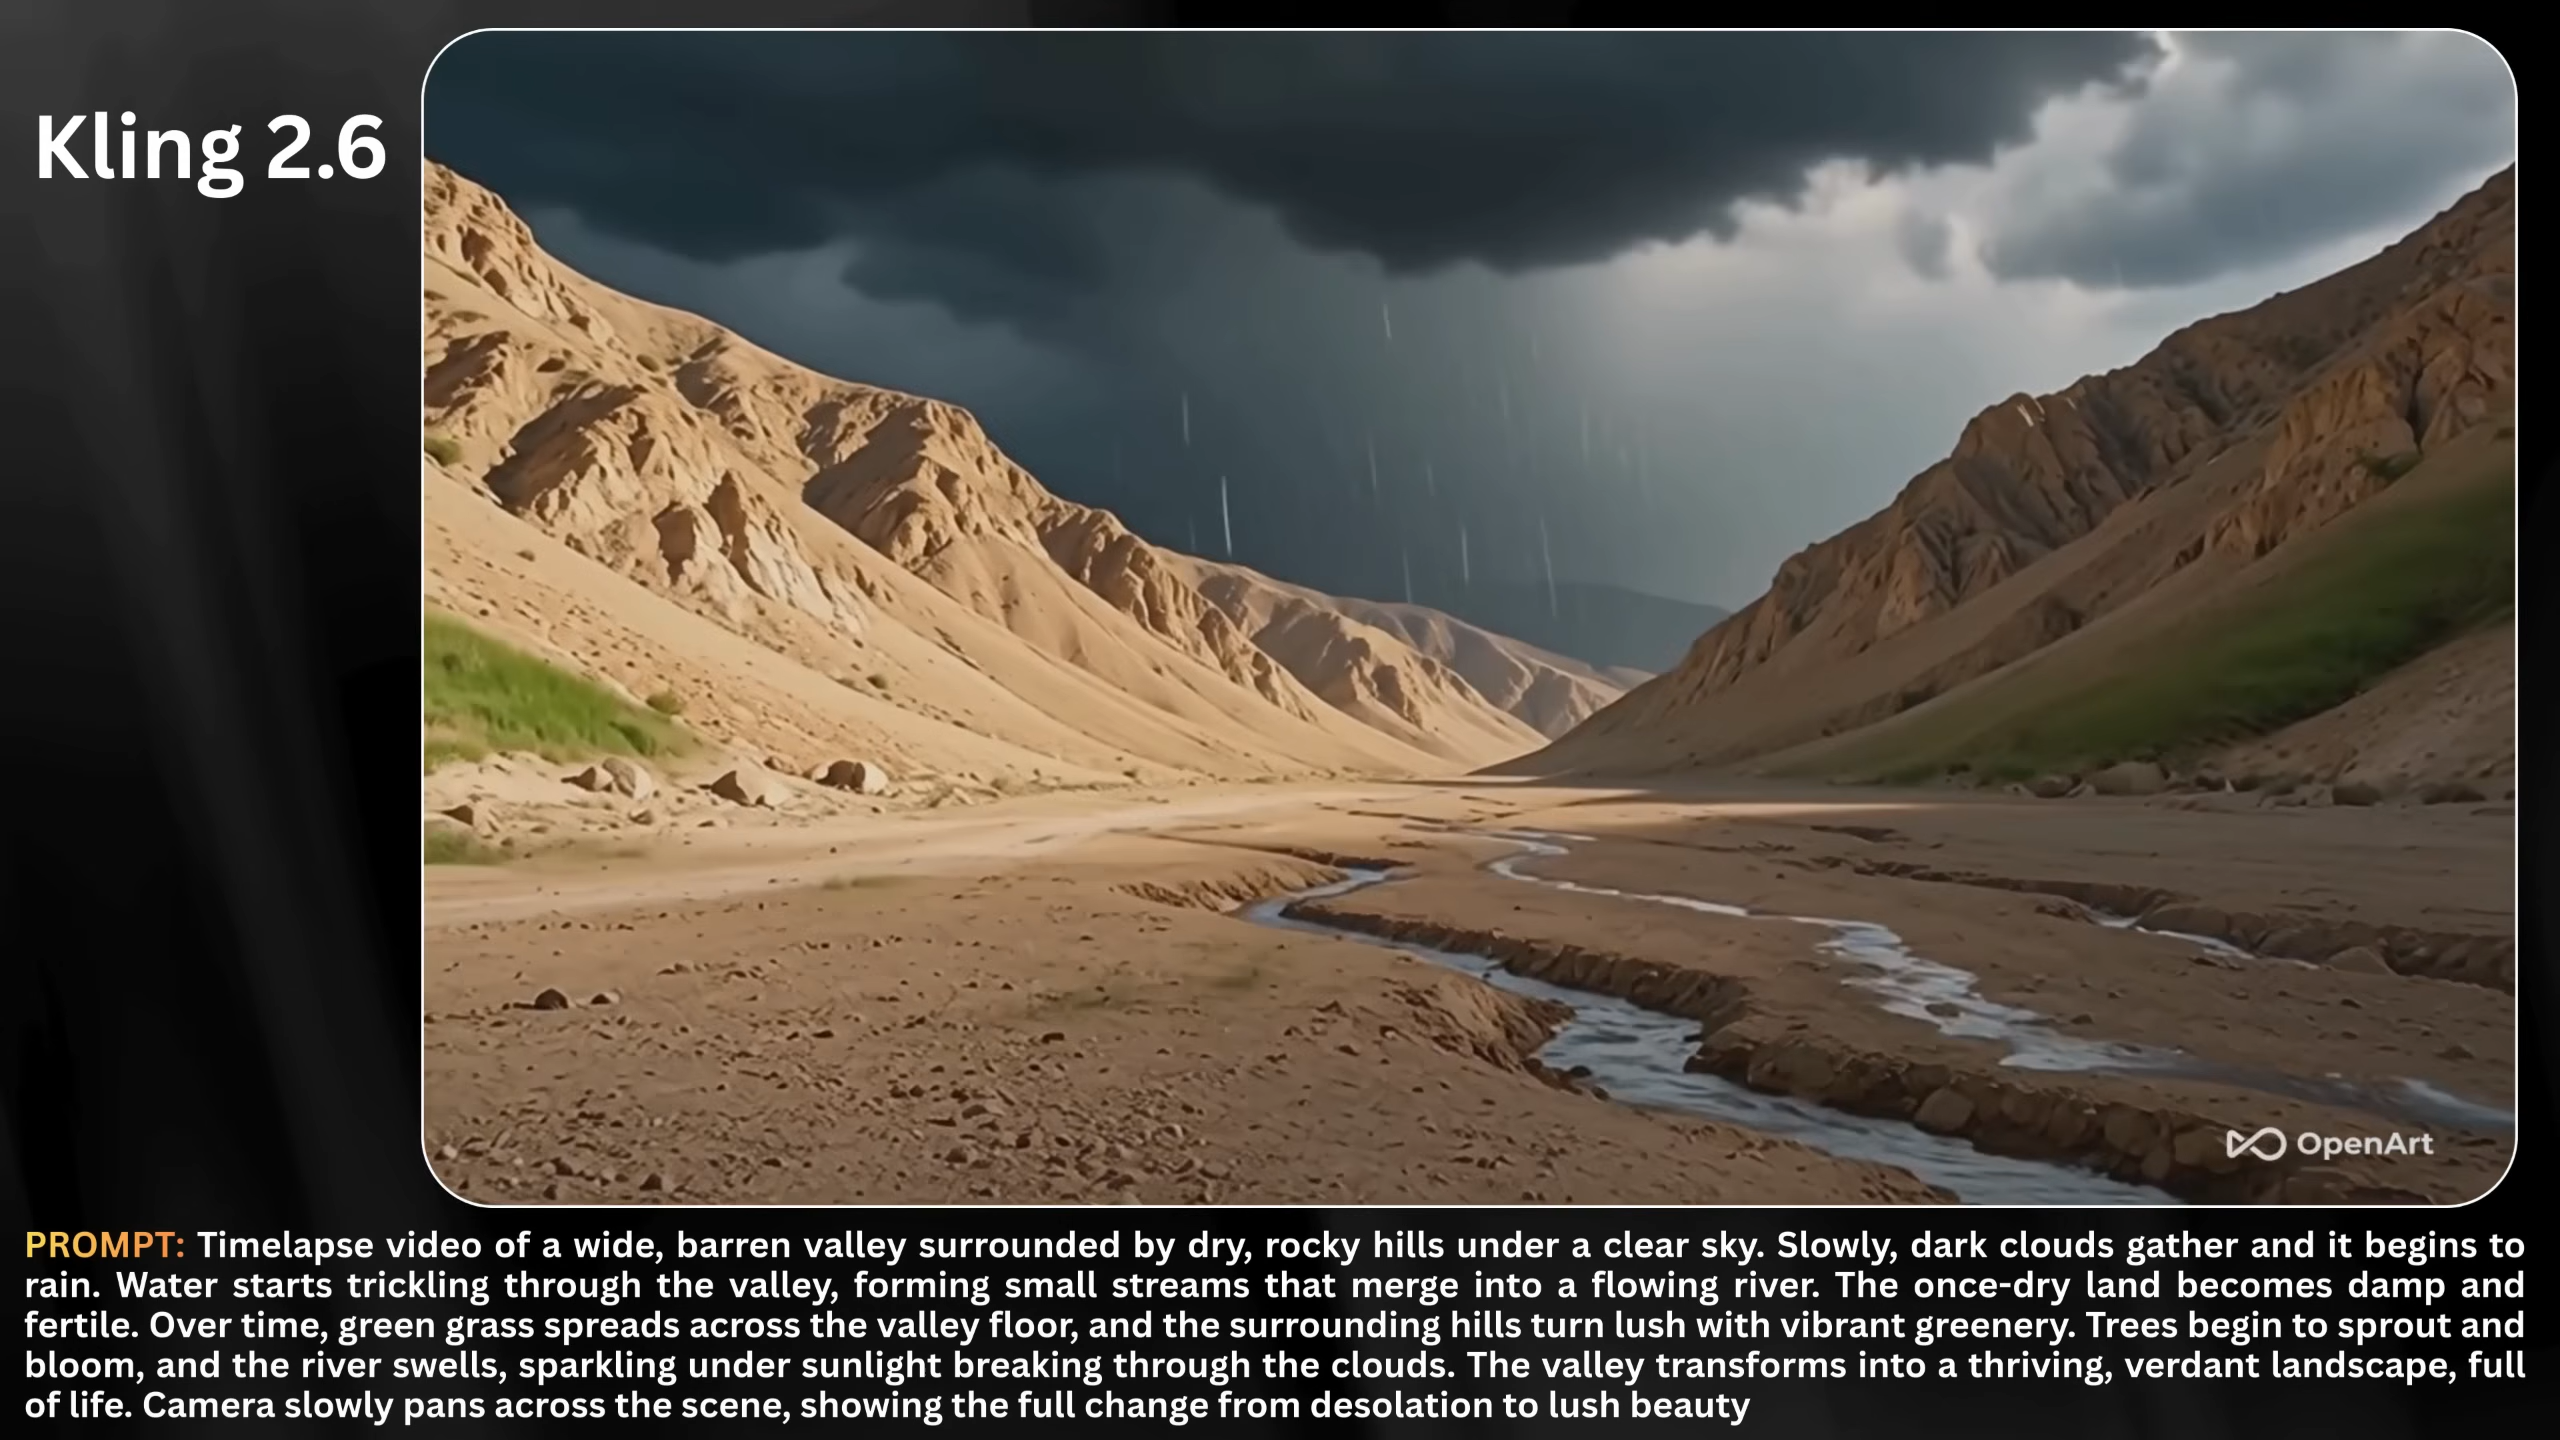 Kling 2.6
OpenArt
PROMPT: Timelapse video of a wide, barren valley surrounded by dry, rocky hills under a clear sky. Slowly, dark clouds gather and it begins to
rain. Water starts trickling through the valley, forming small streams that merge into a flowing river. The once-dry land becomes damp and
fertile. Over time, green grass spreads across the valley floor, and the surrounding hills turn lush with vibrant greenery. Trees begin to sprout and
bloom, and the river swells, sparkling under sunlight breaking through the clouds. The valley transforms into a thriving, verdant landscape, full
of life. Camera slowly pans across the scene, showing the full change from desolation to lush beauty